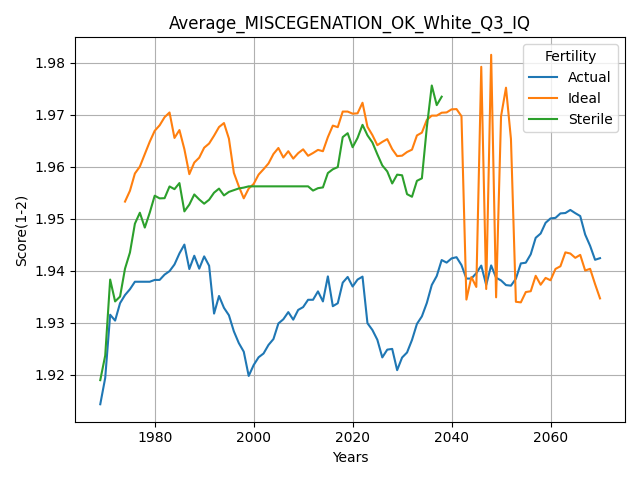 Average_MISCEGENATION_OK_White_Q3_IQ
Fertility
Actual
Ideal
Sterile
Score(1-2)
1.98
1.97
1.96
1.95
1.94
1.93
1.92
1980 2000 2020 2040 2060
Years